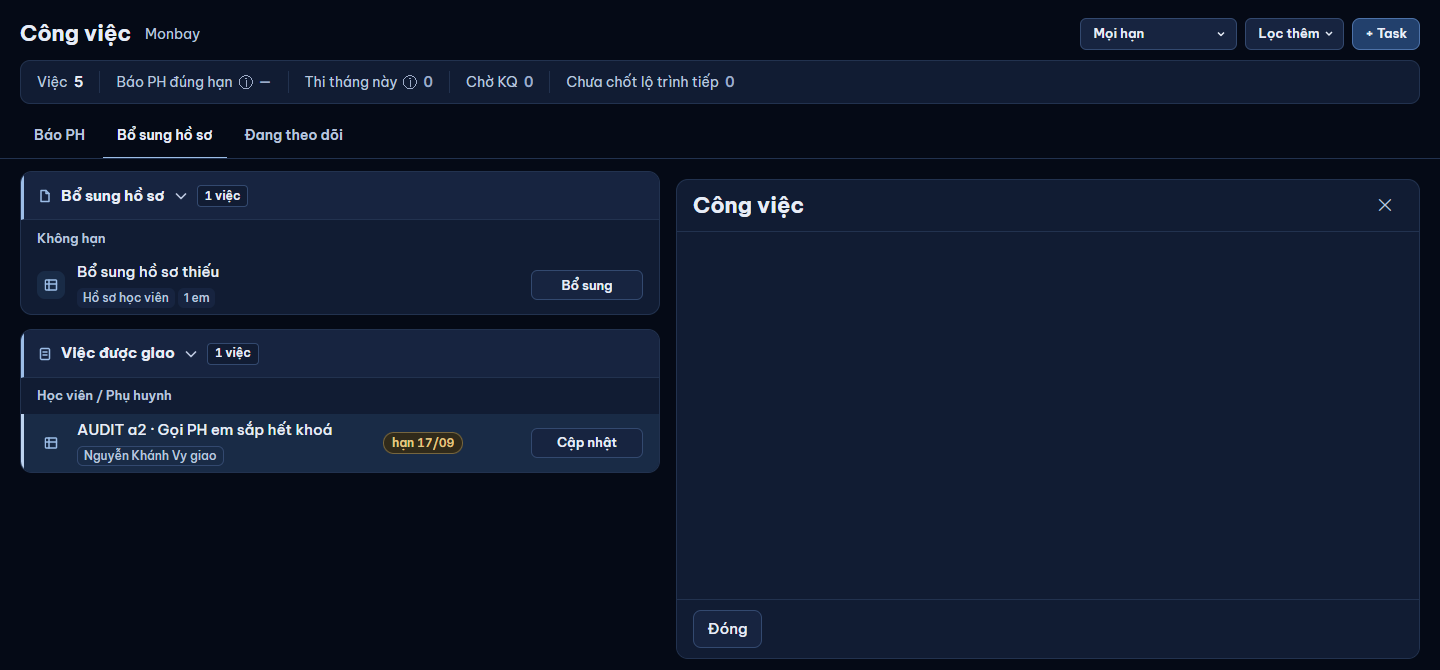 Công việc Monbay
Mọi hạn
Lọc thêm
+ Task
Việc 5
Báo PH đúng hạn ⓘ —
Thi tháng này ⓘ 0
Chờ KQ 0
Chưa chốt lộ trình tiếp 0
Báo PH
Bổ sung hồ sơ
Đang theo dõi
Bổ sung hồ sơ
1 việc
Không hạn
Bổ sung hồ sơ thiếu
Hồ sơ học viên
1 em
Bổ sung
Việc được giao
1 việc
Học viên / Phụ huynh
AUDIT a2 · Gọi PH em sắp hết khoá
Nguyễn Khánh Vy giao
hạn 17/09
Cập nhật
Công việc
Đóng